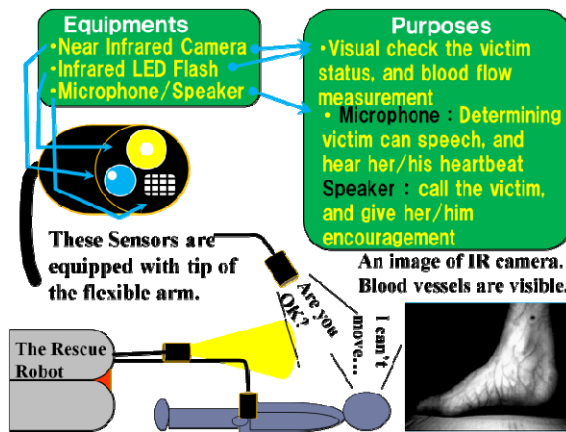 Equipments
•Near Infrared Camera
•Infrared LED Flash
•Microphone/Speaker
Purposes
•Visual check the victim
status, and blood flow
measurement
• Microphone : Determining
victim can speech, and
hear her/his heartbeat
Speaker : call the victim,
and give her/him
encouragement
These Sensors are
equipped with tip of
the flexible arm.
An image of IR camera.
Blood vessels are visible.
Are you
OK?
I can't
move...
The Rescue
Robot